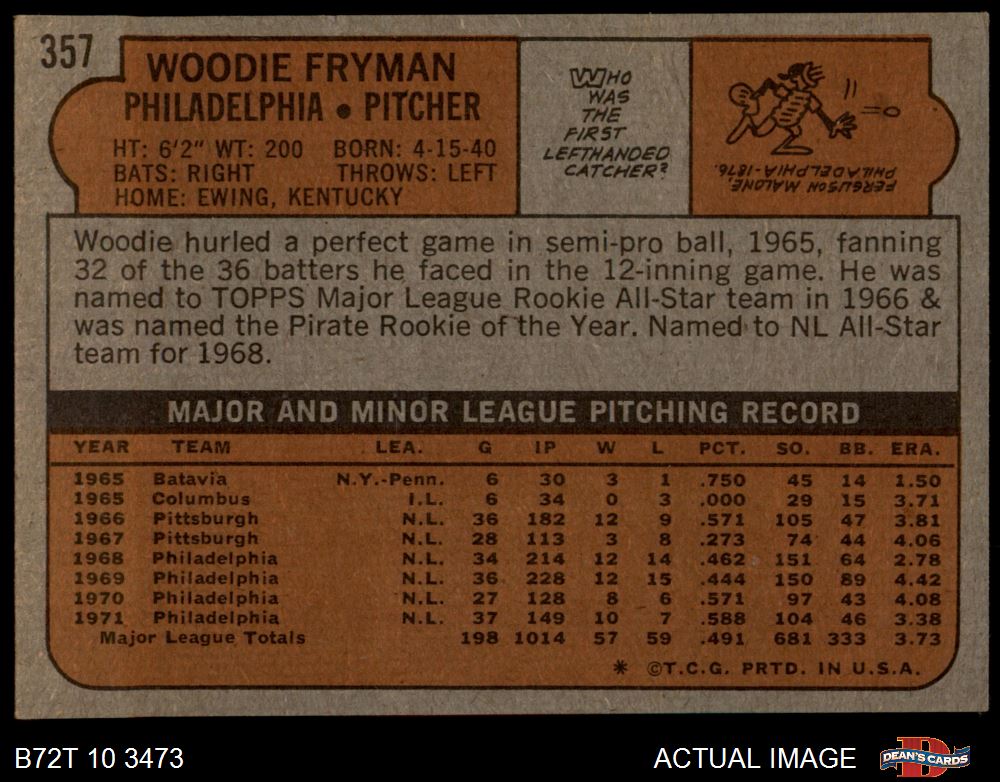 357
WOODIE FRYMAN
PHILADELPHIA • PITCHER
HT: 6'2" WT: 200 BORN: 4-15-40
BATS: RIGHT THROWS: LEFT
HOME: EWING, KENTUCKY
WHO
WAS
THE
FIRST
LEFTHANDED
CATCHER?
FERGUSON MALONE,
PHILADELPHIA-1876.
Woodie hurled a perfect game in semi-pro ball, 1965, fanning
32 of the 36 batters he faced in the 12-inning game. He was
named to TOPPS Major League Rookie All-Star team in 1966 &
was named the Pirate Rookie of the Year. Named to NL All-Star
team for 1968.
MAJOR AND MINOR LEAGUE PITCHING RECORD
YEAR TEAM LEA. G IP W L PCT. SO. BB. ERA.
1965 Batavia N.Y.-Penn. 6 30 3 1 .750 45 14 1.50
1965 Columbus I.L. 6 34 0 3 .000 29 15 3.71
1966 Pittsburgh N.L. 36 182 12 9 .571 105 47 3.81
1967 Pittsburgh N.L. 28 113 3 8 .273 74 44 4.06
1968 Philadelphia N.L. 34 214 12 14 .462 151 64 2.78
1969 Philadelphia N.L. 36 228 12 15 .444 150 89 4.42
1970 Philadelphia N.L. 27 128 8 6 .571 97 43 4.08
1971 Philadelphia N.L. 37 149 10 7 .588 104 46 3.38
Major League Totals 198 1014 57 59 .491 681 333 3.73
* ©T.C.G. PRTD. IN U.S.A.
B72T 10 3473 ACTUAL IMAGE DEAN'S CARDS